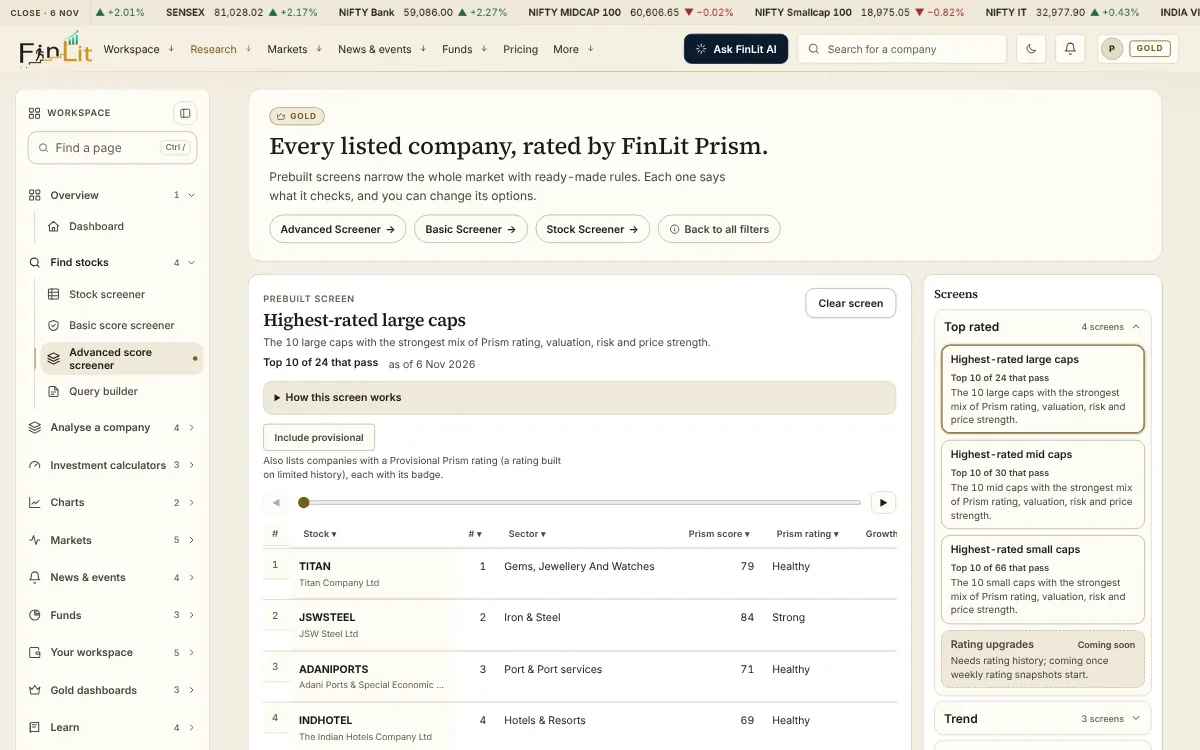 CLOSE · 6 NOV ▲ +2.01% SENSEX 81,028.02 ▲ +2.17% NIFTY Bank 59,086.00 ▲ +2.27% NIFTY MIDCAP 100 60,606.65 ▼ −0.02% NIFTY Smallcap 100 18,975.05 ▼ −0.82% NIFTY IT 32,977.90 ▲ +0.43% INDIA VI
FinLit Workspace ↓ Research ↓ Markets ↓ News & events ↓ Funds ↓ Pricing More ↓ Ask FinLit AI Search for a company P GOLD
WORKSPACE
Find a page Ctrl /
Overview 1
Dashboard
Find stocks 4
Stock screener
Basic score screener
Advanced score
screener
Query builder
Analyse a company 4
Investment calculators 3
Charts 2
Markets 5
News & events 4
Funds 3
Your workspace 5
Gold dashboards 3
Learn 4
GOLD
Every listed company, rated by FinLit Prism.
Prebuilt screens narrow the whole market with ready-made rules. Each one says
what it checks, and you can change its options.
Advanced Screener → Basic Screener → Stock Screener → Back to all filters
PREBUILT SCREEN
Highest-rated large caps
Clear screen
The 10 large caps with the strongest mix of Prism rating, valuation, risk and price strength.
Top 10 of 24 that pass as of 6 Nov 2026
▶ How this screen works
Include provisional
Also lists companies with a Provisional Prism rating (a rating built
on limited history), each with its badge.
# Stock ▾ # ▾ Sector ▾ Prism score ▾ Prism rating ▾ Growth
1 TITAN 1 Gems, Jewellery And Watches 79 Healthy
Titan Company Ltd
2 JSWSTEEL 2 Iron & Steel 84 Strong
JSW Steel Ltd
3 ADANIPORTS 3 Port & Port services 71 Healthy
Adani Ports & Special Economic ...
4 INDHOTEL 4 Hotels & Resorts 69 Healthy
The Indian Hotels Company Ltd
Screens
Top rated 4 screens
Highest-rated large caps
Top 10 of 24 that pass
The 10 large caps with the strongest
mix of Prism rating, valuation, risk and
price strength.
Highest-rated mid caps
Top 10 of 30 that pass
The 10 mid caps with the strongest mix
of Prism rating, valuation, risk and price
strength.
Highest-rated small caps
Top 10 of 66 that pass
The 10 small caps with the strongest
mix of Prism rating, valuation, risk and
price strength.
Rating upgrades Coming soon
Needs rating history; coming once
weekly rating snapshots start.
Trend 3 screens